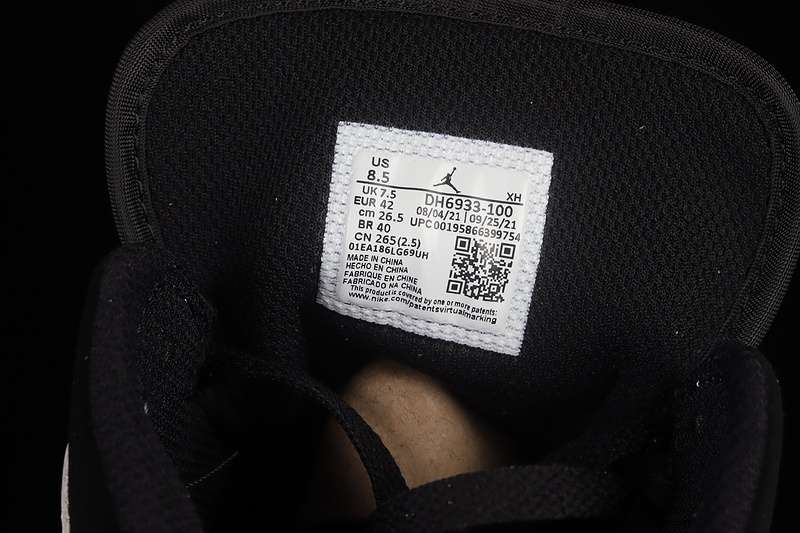 US
8.5
UK 7.5
EUR 42
cm 26.5
BR 40
CN 265(2.5)
01EA186LG69UH
XH
DH6933-100
08/04/21 | 09/25/21
UPC 00195866399754
MADE IN CHINA
HECHO EN CHINA
FABRIQUE EN CHINE
FABRICADO NA CHINA
This product is covered by one or more patents:
www.nike.com/patentsvirtualmarking